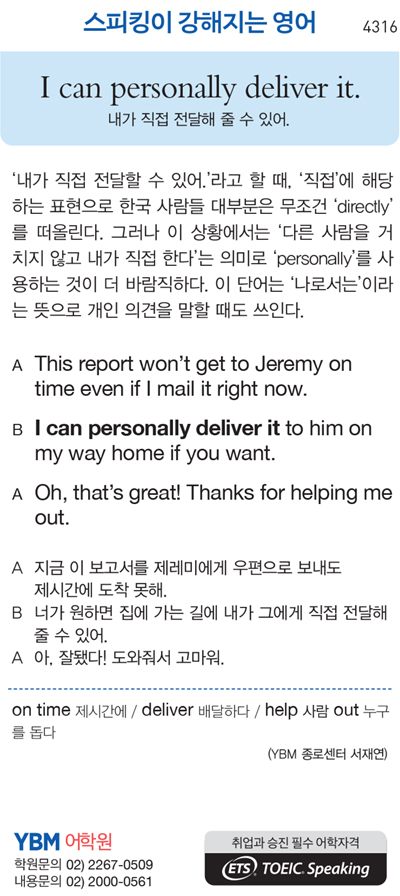 스피킹이 강해지는 영어
4316
I can personally deliver it.
내가 직접 전달해 줄 수 있어.
‘내가 직접 전달할 수 있어.’라고 할 때, ‘직접’에 해당
하는 표현으로 한국 사람들 대부분은 무조건 ‘directly’
를 떠올린다. 그러나 이 상황에서는 ‘다른 사람을 거
치지 않고 내가 직접 한다’는 의미로 ‘personally’를 사
용하는 것이 더 바람직하다. 이 단어는 ‘나로서는’이라
는 뜻으로 개인 의견을 말할 때도 쓰인다.
A This report won’t get to Jeremy on
time even if I mail it right now.
B I can personally deliver it to him on
my way home if you want.
A Oh, that’s great! Thanks for helping me
out.
A 지금 이 보고서를 제레미에게 우편으로 보내도
제시간에 도착 못해.
B 너가 원하면 집에 가는 길에 내가 그에게 직접 전달해
줄 수 있어.
A 아, 잘됐다! 도와줘서 고마워.
on time 제시간에 / deliver 배달하다 / help 사람 out 누구
를 돕다
(YBM 종로센터 서재연)
YBM 어학원
학원문의 02) 2267-0509
내용문의 02) 2000-0561
취업과 승진 필수 어학자격
ETS TOEIC Speaking